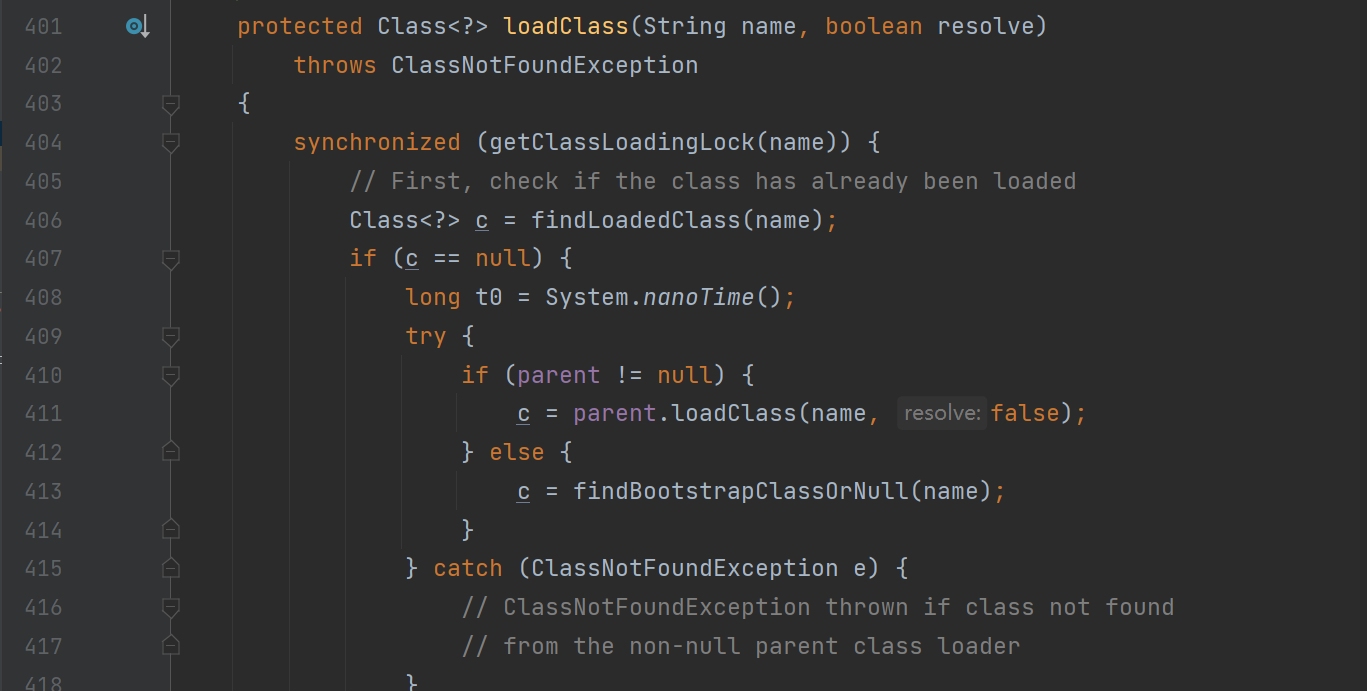 401 protected Class<?> loadClass(String name, boolean resolve)
402 throws ClassNotFoundException
403 {
404 synchronized (getClassLoadingLock(name)) {
405 // First, check if the class has already been loaded
406 Class<?> c = findLoadedClass(name);
407 if (c == null) {
408 long t0 = System.nanoTime();
409 try {
410 if (parent != null) {
411 c = parent.loadClass(name, resolve: false);
412 } else {
413 c = findBootstrapClassOrNull(name);
414 }
415 } catch (ClassNotFoundException e) {
416 // ClassNotFoundException thrown if class not found
417 // from the non-null parent class loader
418 }